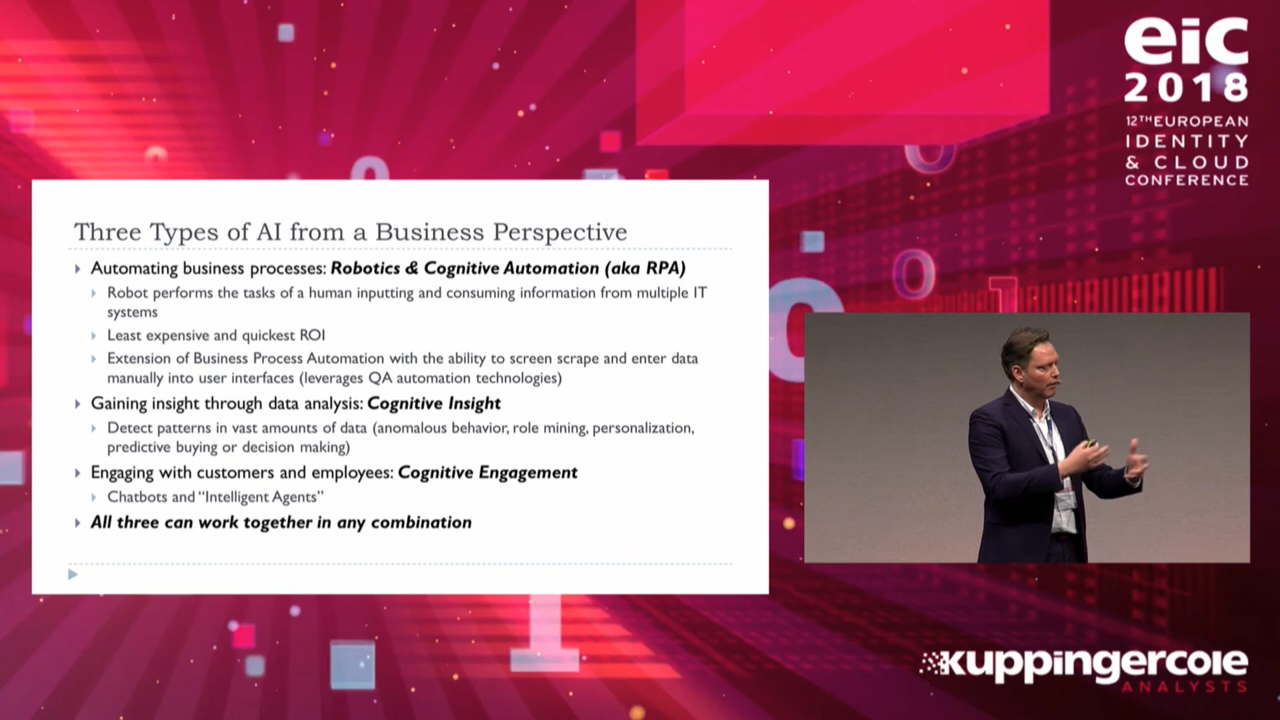 eic
2018
12THEUROPEAN
IDENTITY
& CLOUD
CONFERENCE
Three Types of AI from a Business Perspective
Automating business processes: Robotics & Cognitive Automation (aka RPA)
Robot performs the tasks of a human inputting and consuming information from multiple IT
systems
Least expensive and quickest ROI
Extension of Business Process Automation with the ability to screen scrape and enter data
manually into user interfaces (leverages QA automation technologies)
Gaining insight through data analysis: Cognitive Insight
Detect patterns in vast amounts of data (anomalous behavior, role mining, personalization,
predictive buying or decision making)
Engaging with customers and employees: Cognitive Engagement
Chatbots and “Intelligent Agents”
All three can work together in any combination
kuppingercole
ANALYSTS